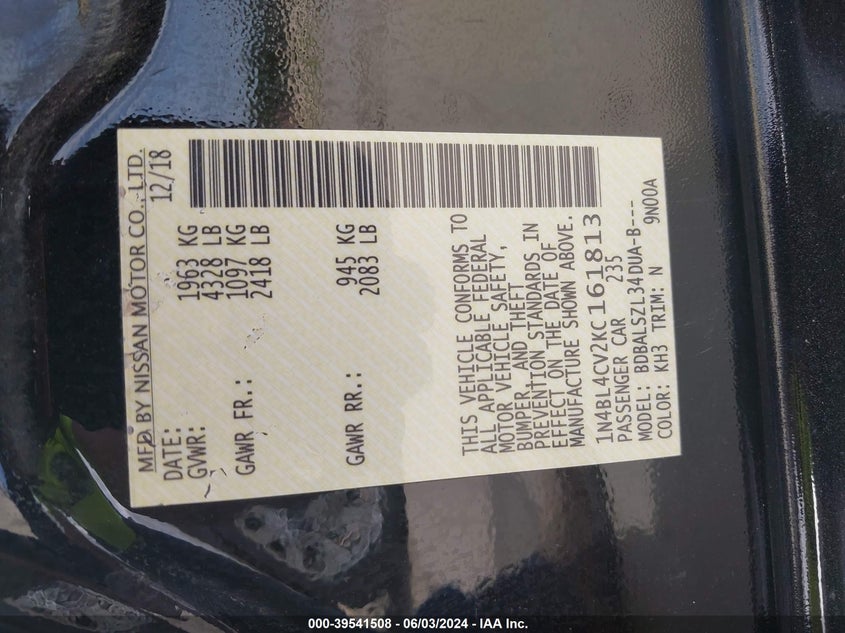 MFD BY NISSAN MOTOR CO., LTD.
DATE: 12/18
GVWR: 1963 KG
4328 LB
GAWR FR.: 1097 KG
2418 LB
GAWR RR.: 945 KG
2083 LB
THIS VEHICLE CONFORMS TO
ALL APPLICABLE FEDERAL
MOTOR VEHICLE SAFETY,
BUMPER, AND THEFT
PREVENTION STANDARDS IN
EFFECT ON THE DATE OF
MANUFACTURE SHOWN ABOVE.
1N4BL4CV2KC161813
PASSENGER CAR 235
MODEL: BDBALSZL34DUA-B---
COLOR: KH3 TRIM: N 9N00A
000-39541508 - 06/03/2024 - IAA Inc.